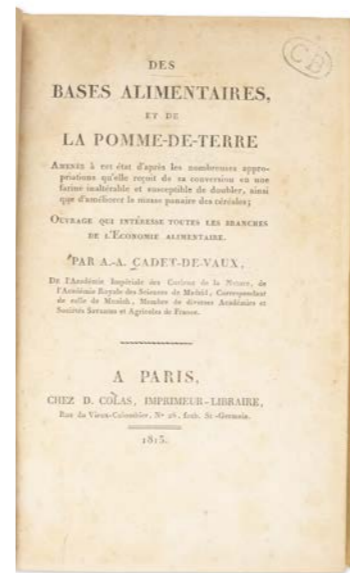 CB
DES
BASES ALIMENTAIRES,
ET DE
LA POMME-DE-TERRE
AMENÉE à cet état d'après les nombreuses appro-
priations qu'elle reçoit de sa conversion en une
farine inaltérable et susceptible de doubler, ainsi
que d'améliorer la masse panaire des céréales;
OUVRAGE QUI INTÉRESSE TOUTES LES BRANCHES
DE L'ECONOMIE ALIMENTAIRE.
PAR A.-A. CADET-DE-VAUX,
De l'Académie Impériale des Curieux de la Nature, de
l'Académie Royale des Sciences de Madrid, Correspondant
de celle de Munich, Membre de diverses Académies et
Sociétés Savantes et Agricoles de France.
A PARIS,
CHEZ D. COLAS, IMPRIMEUR-LIBRAIRE,
Rue du Vieux-Colombier, N° 26, faub. St.-Germain.
1813.